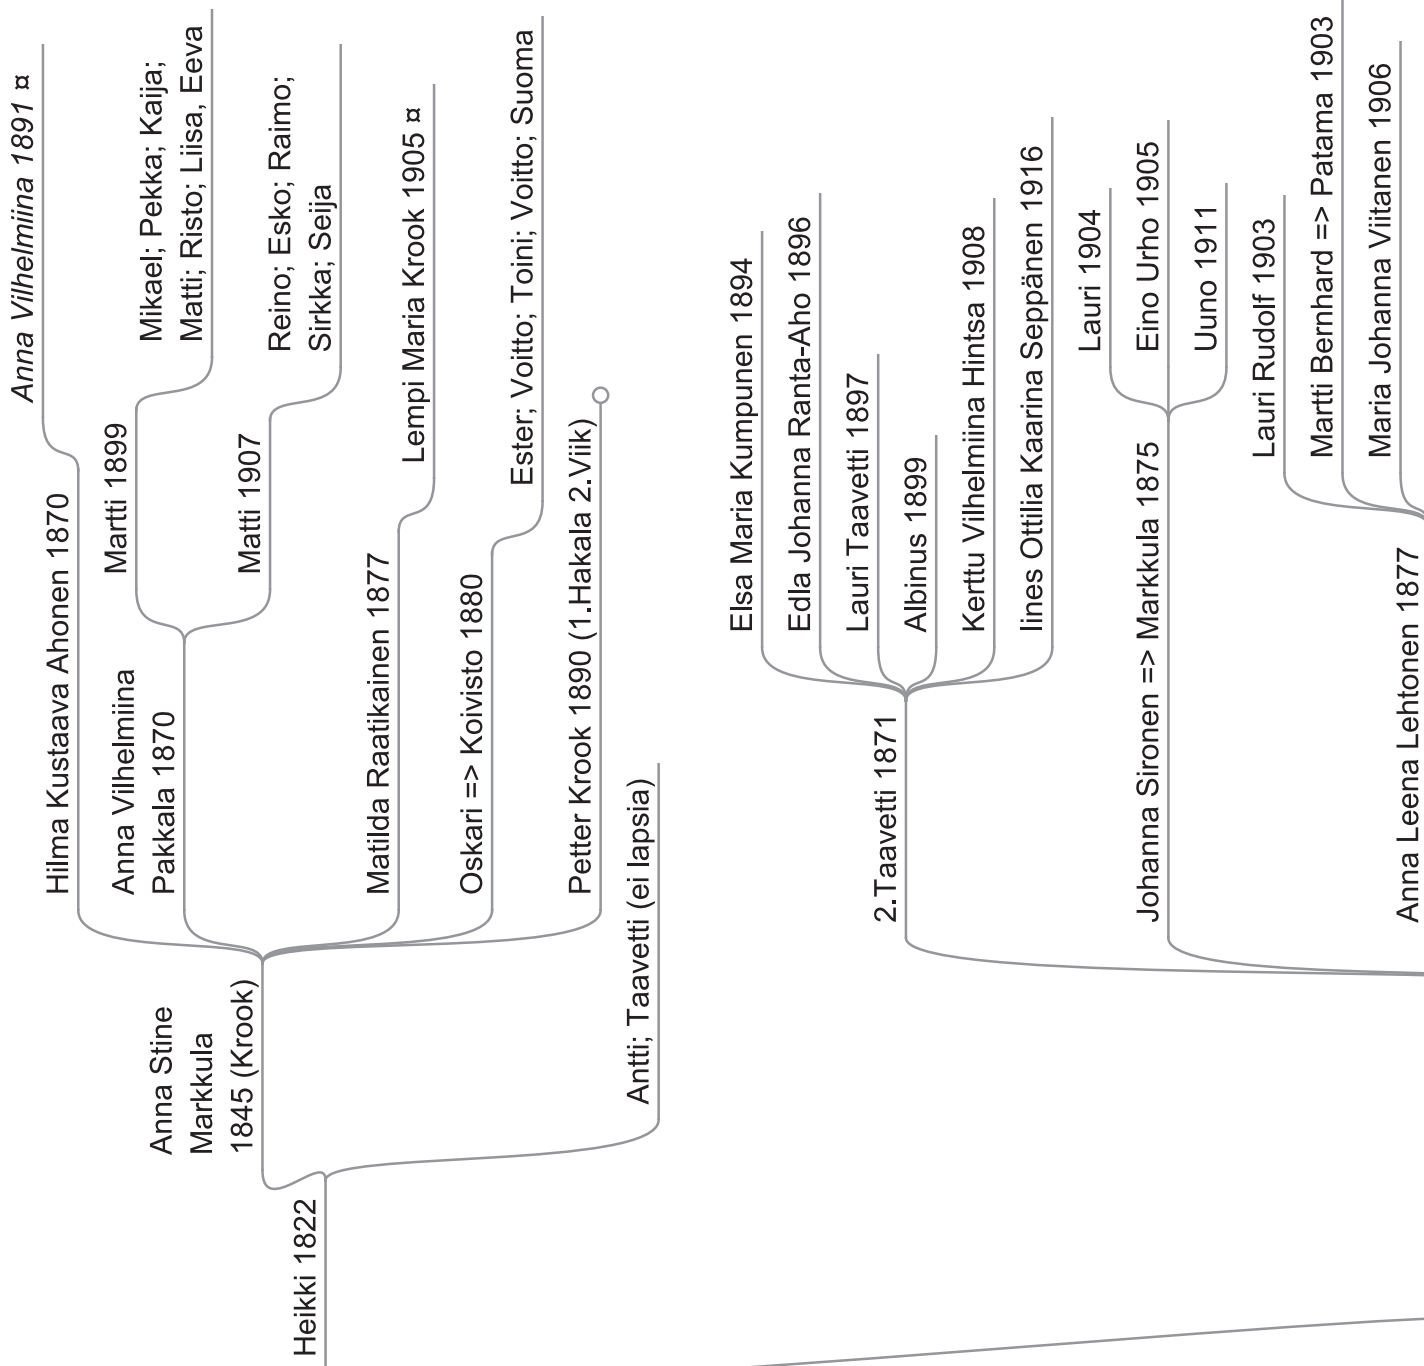 Anna Vilhelmiina 1891 ¤
Hilma Kustaava Ahonen 1870
Mikael; Pekka; Kaija;
Matti; Risto; Liisa, Eeva
Martti 1899
Reino; Esko; Raimo;
Sirkka; Seija
Matti 1907
Anna Vilhelmiina
Pakkala 1870
Lempi Maria Krook 1905 ¤
Matilda Raatikainen 1877
Ester; Voitto; Toini; Voitto; Suoma
Oskari => Koivisto 1880
Petter Krook 1890 (1.Hakala 2.Viik)
Anna Stine
Markkula
1845 (Krook)
Antti; Taavetti (ei lapsia)
Heikki 1822
Elsa Maria Kumpunen 1894
Edla Johanna Ranta-Aho 1896
Lauri Taavetti 1897
Albinus 1899
Kerttu Vilhelmiina Hintsa 1908
Iines Ottilia Kaarina Seppänen 1916
2.Taavetti 1871
Lauri 1904
Eino Urho 1905
Uuno 1911
Johanna Sironen => Markkula 1875
Lauri Rudolf 1903
Martti Bernhard => Patama 1903
Maria Johanna Viitanen 1906
Anna Leena Lehtonen 1877